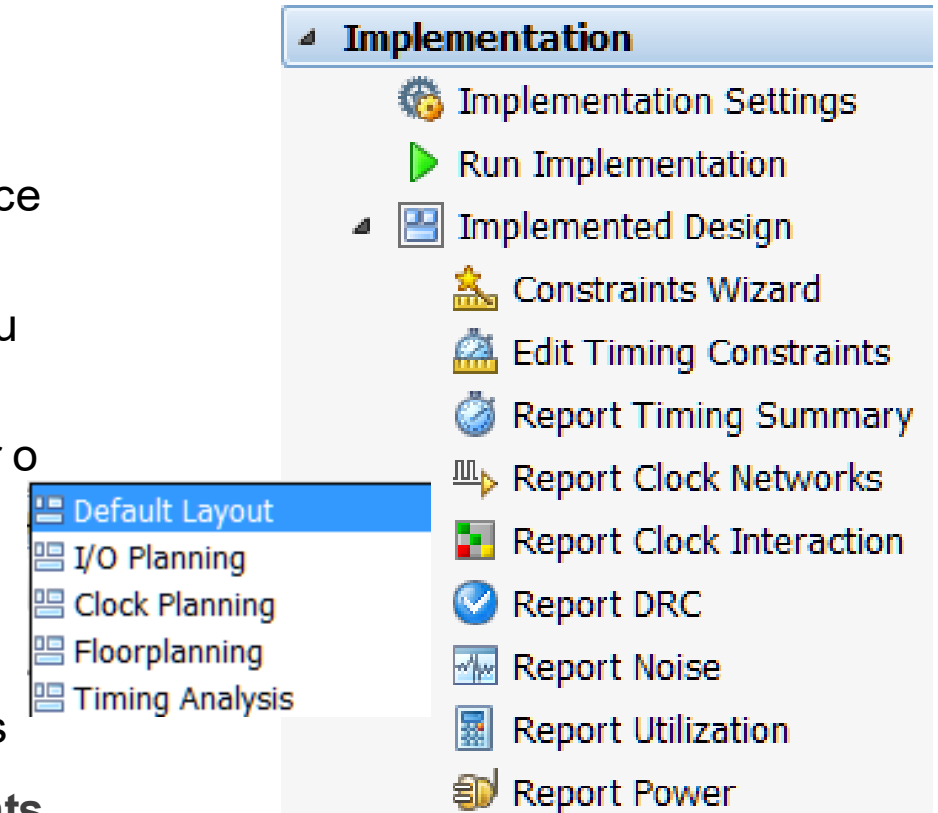 Implementation
Implementation Settings
Run Implementation
Implemented Design
Constraints Wizard
Edit Timing Constraints
Report Timing Summary
Report Clock Networks
Report Clock Interaction
Report DRC
Report Noise
Report Utilization
Report Power
Default Layout
I/O Planning
Clock Planning
Floorplanning
Timing Analysis
ce
u
o
s